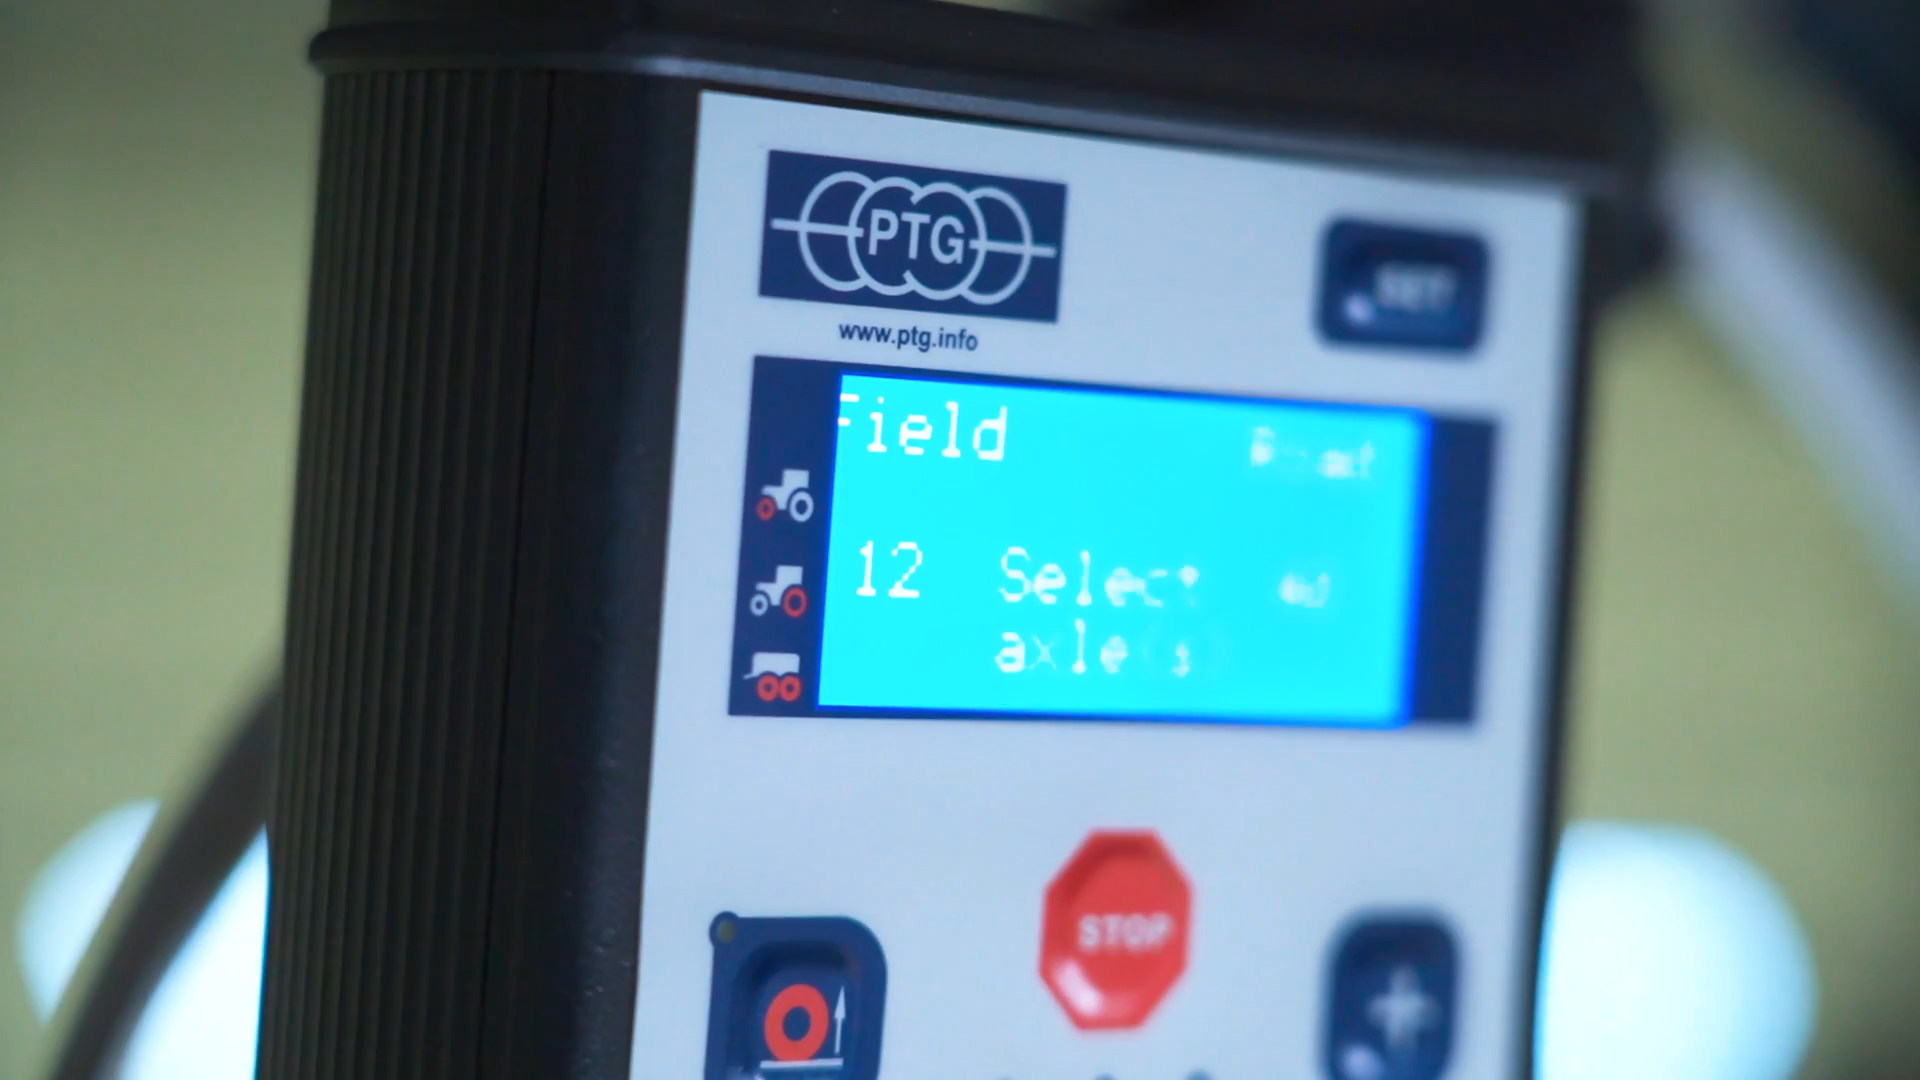 PTG
www.ptg.info
SET
Field
12 Select
axle(s)
STOP